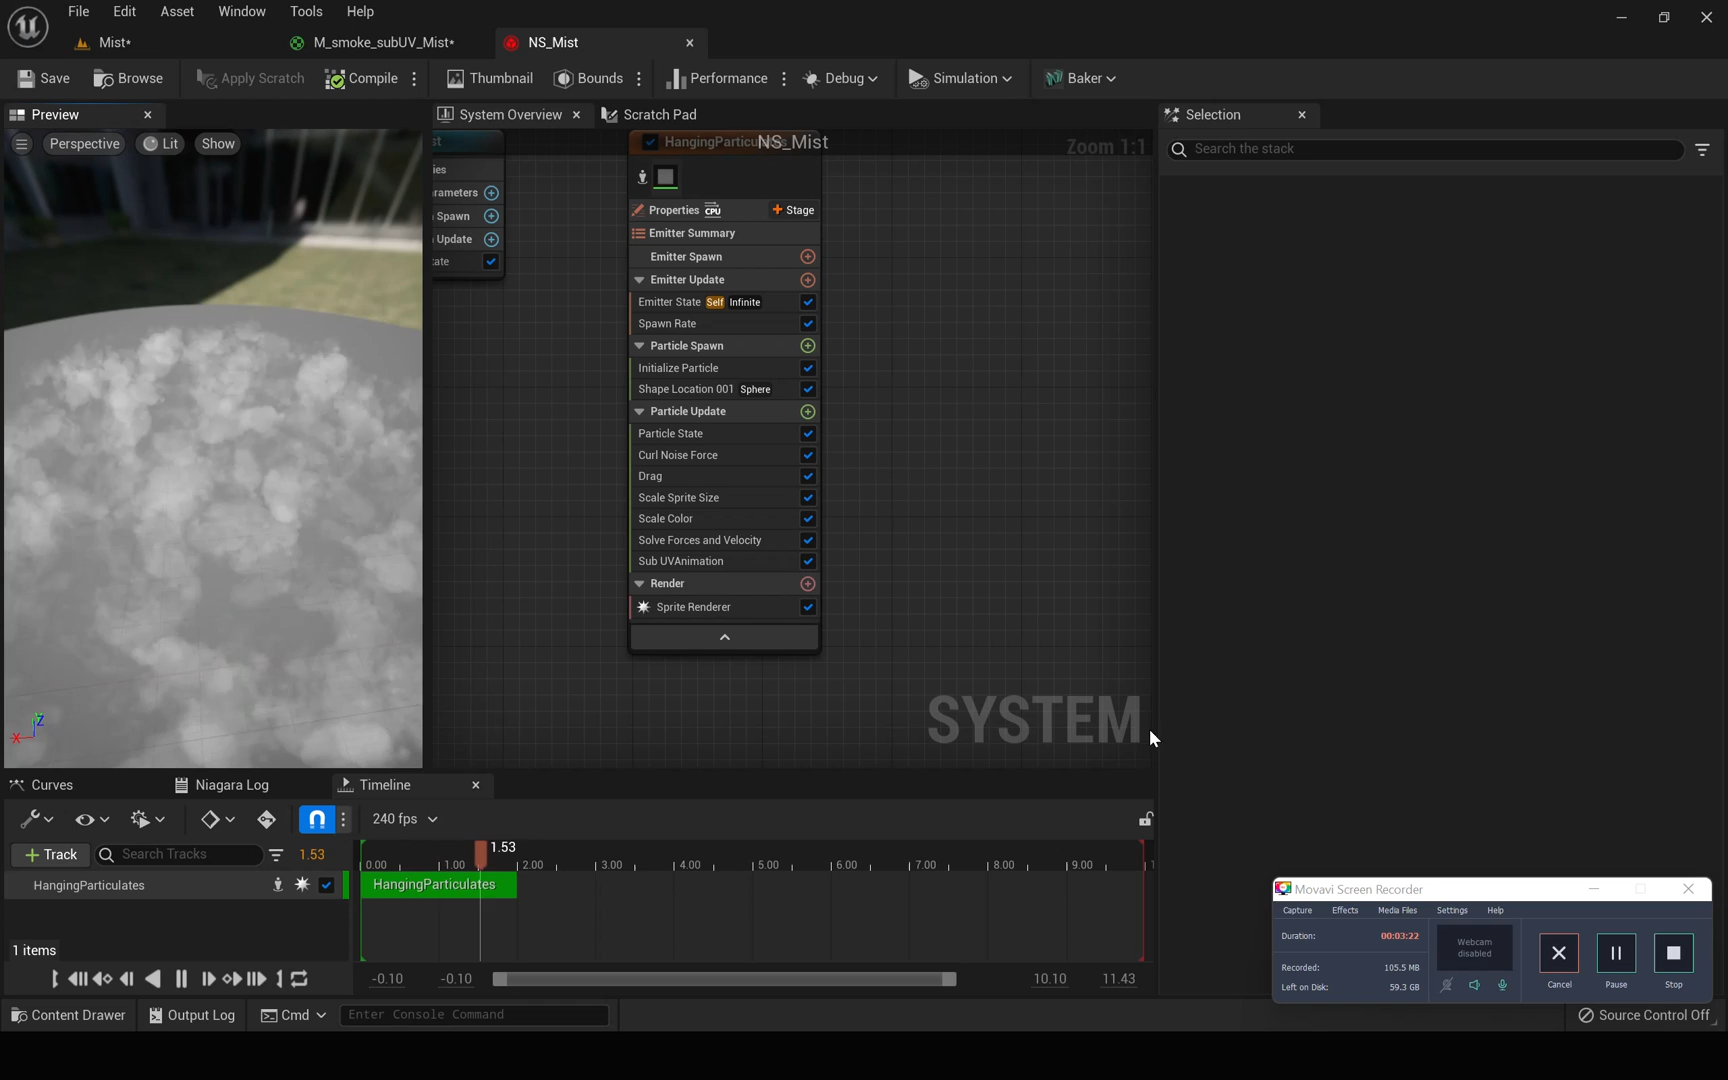 File Edit Asset Window Tools Help
Mist* M_smoke_subUV_Mist* NS_Mist
Save Browse Apply Scratch Compile Thumbnail Bounds Performance Debug Simulation Baker
Preview System Overview Scratch Pad Selection
Perspective Lit Show
NS_Mist
Zoom 1:1
Search the stack
Properties CPU Stage
Emitter Summary
Emitter Spawn
Emitter Update
Emitter State Self Infinite
Spawn Rate
Particle Spawn
Initialize Particle
Shape Location 001 Sphere
Particle Update
Particle State
Curl Noise Force
Drag
Scale Sprite Size
Scale Color
Solve Forces and Velocity
Sub UVAnimation
Render
Sprite Renderer
SYSTEM
X Z
Curves Niagara Log Timeline
240 fps
Track Search Tracks 1.53
1.53
0.00 1.00 2.00 3.00 4.00 5.00 6.00 7.00 8.00 9.00
HangingParticulates
HangingParticulates
1 items
-0.10 -0.10 10.10 11.43
Content Drawer Output Log Cmd Enter Console Command Source Control Off
Movavi Screen Recorder
Capture Effects Media Files Settings Help
Duration: 00:03:22
Recorded: 105.5 MB
Left on Disk: 59.3 GB
Webcam
disabled
Cancel Pause Stop